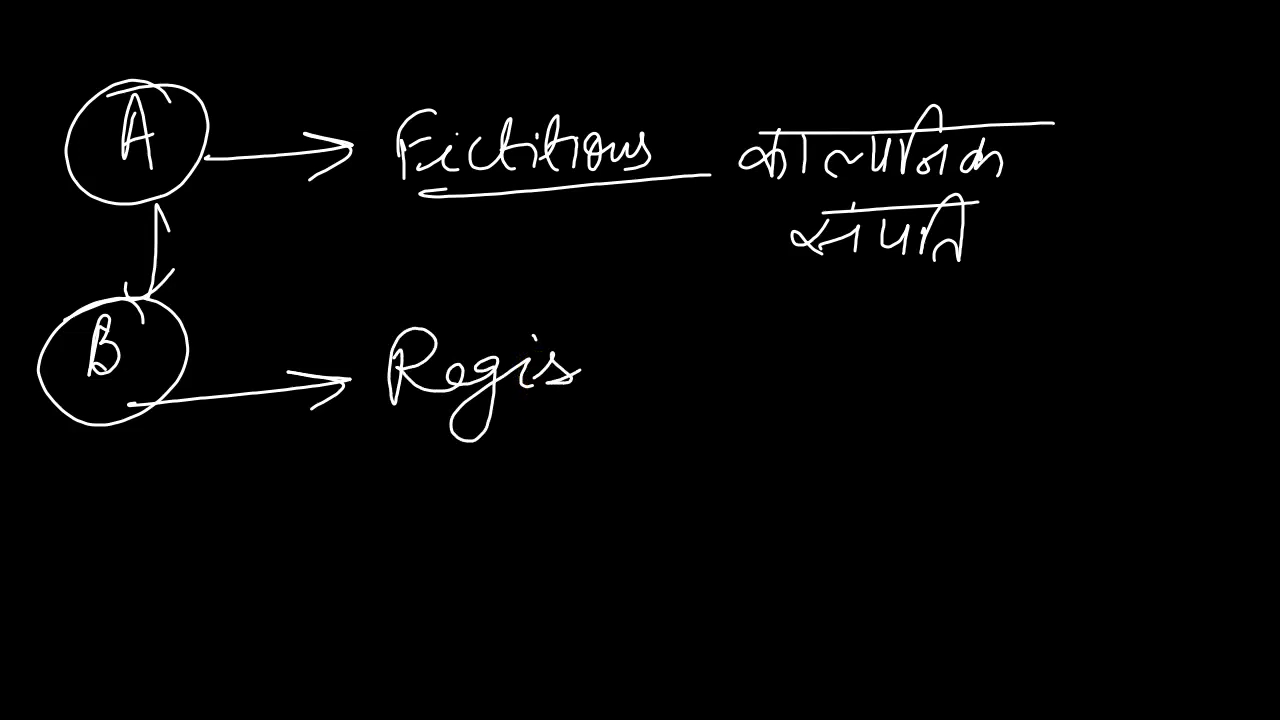 A → Fictitious काल्पनिक
संपति
B → Regis